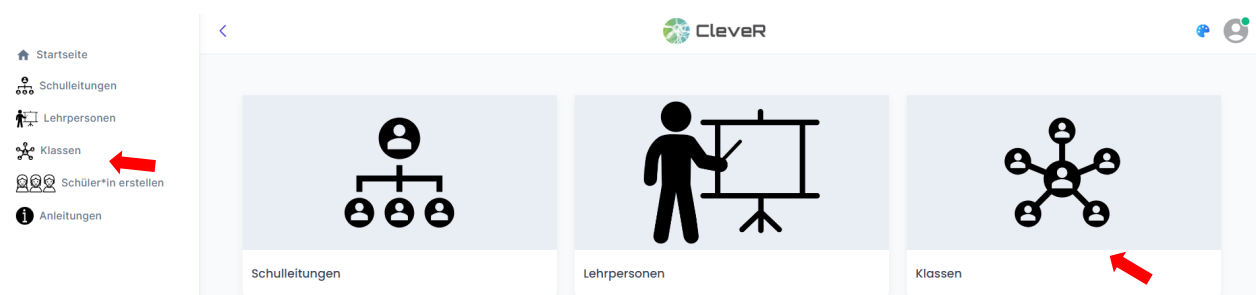 CleveR
Startseite
Schulleitungen
Lehrpersonen
Klassen
Schüler*in erstellen
Anleitungen
Schulleitungen
Lehrpersonen
Klassen